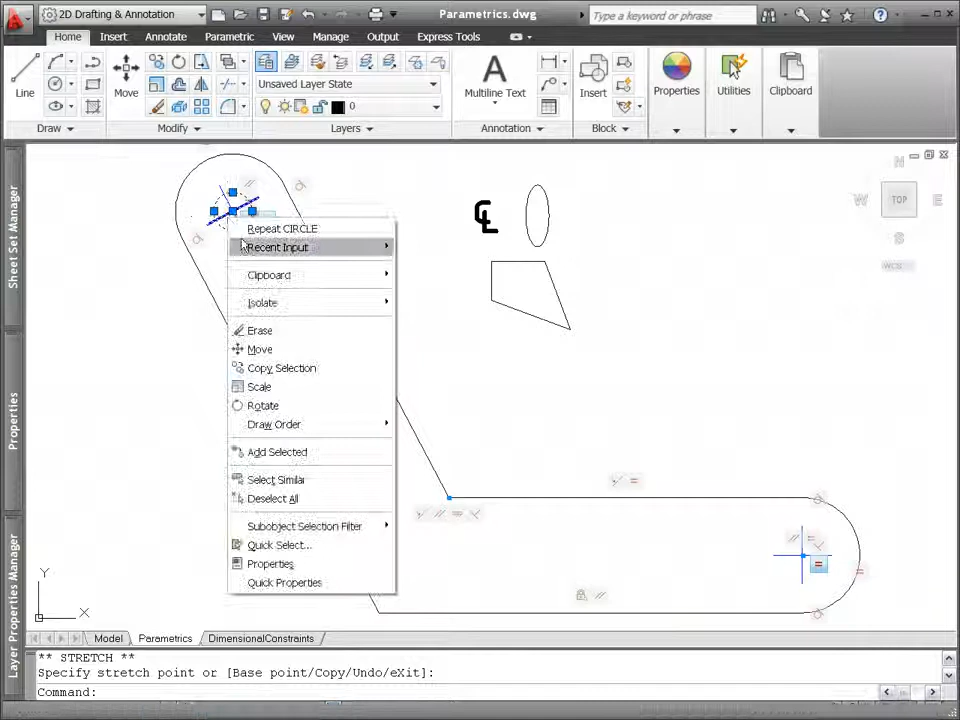 2D Drafting & Annotation
Parametrics.dwg
Type a keyword or phrase
Home Insert Annotate Parametric View Manage Output Express Tools
Unsaved Layer State
0
Line
Move
Multiline Text
Insert
Properties
Utilities
Clipboard
Draw
Modify
Layers
Annotation
Block
Sheet Set Manager
Properties
Layer Properties Manager
N
W TOP E
S
WCS
CL
Repeat CIRCLE
Recent Input
Clipboard
Isolate
Erase
Move
Copy Selection
Scale
Rotate
Draw Order
Add Selected
Select Similar
Deselect All
Subobject Selection Filter
Quick Select...
Properties
Quick Properties
Y
X
Model Parametrics DimensionalConstraints
** STRETCH **
Specify stretch point or [Base point/Copy/Undo/eXit]:
Command: